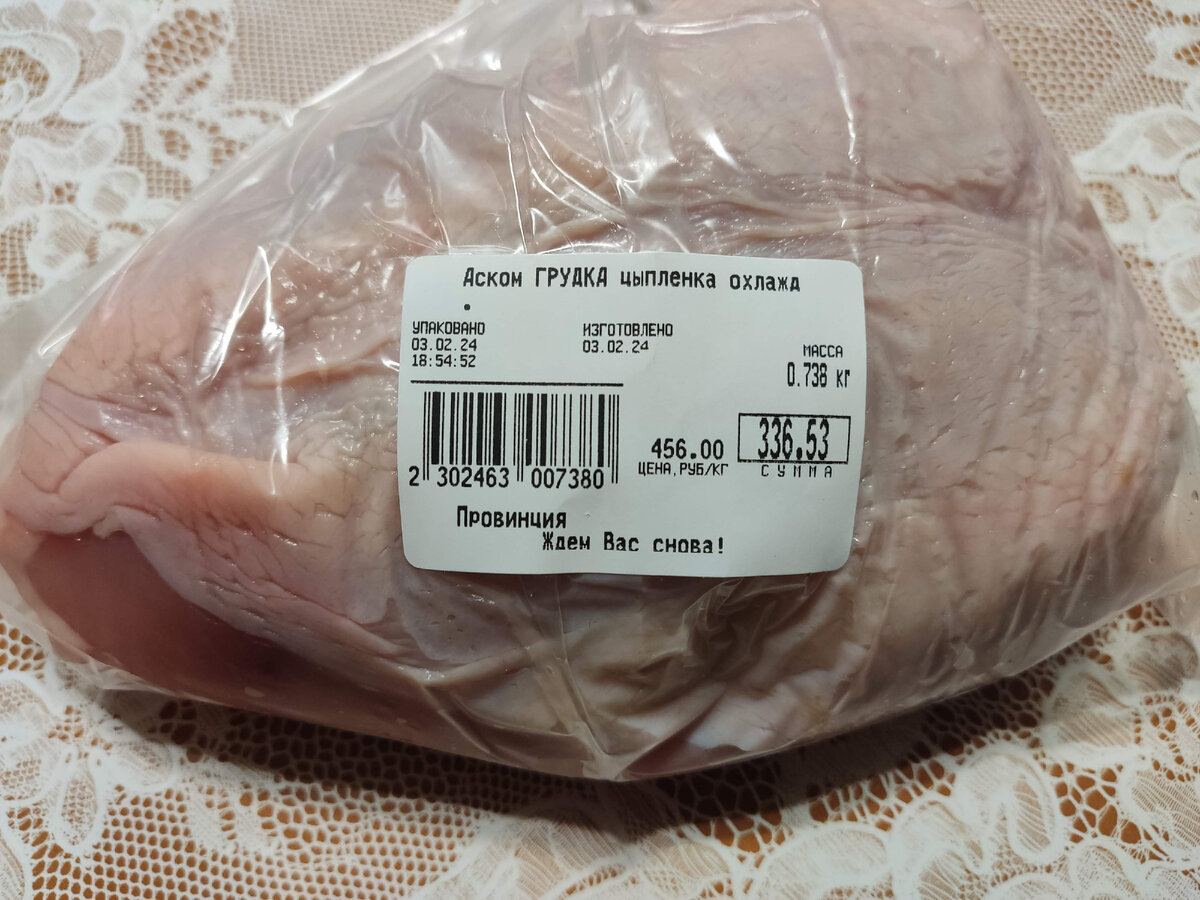 Аском ГРУДКА цыпленка охлажд
.
УПАКОВАНО
03.02.24
18:54:52
ИЗГОТОВЛЕНО
03.02.24
МАССА
0.738 кг
456.00
ЦЕНА,РУБ/КГ
336.53
СУММА
2 302463 007380
Провинция
Ждем Вас снова!